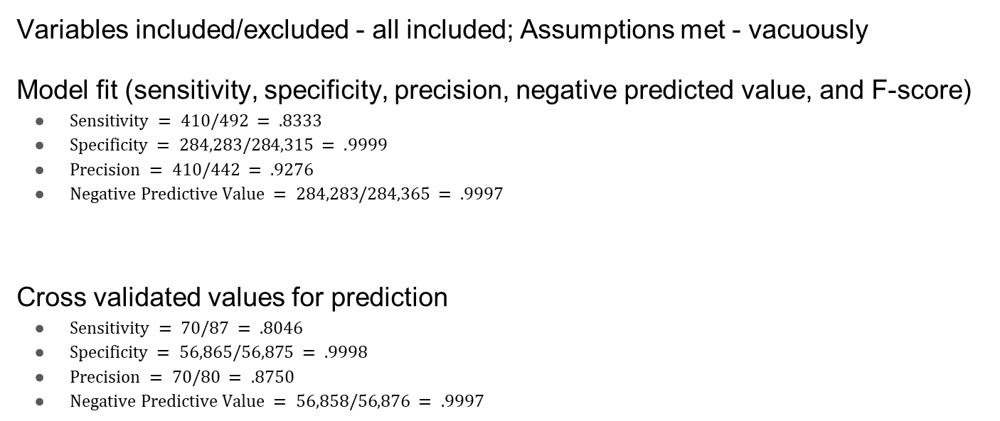 Variables included/excluded - all included; Assumptions met - vacuously
Model fit (sensitivity, specificity, precision, negative predicted value, and F-score)
● Sensitivity = 410/492 = .8333
● Specificity = 284,283/284,315 = .9999
● Precision = 410/442 = .9276
● Negative Predictive Value = 284,283/284,365 = .9997
Cross validated values for prediction
● Sensitivity = 70/87 = .8046
● Specificity = 56,865/56,875 = .9998
● Precision = 70/80 = .8750
● Negative Predictive Value = 56,858/56,876 = .9997